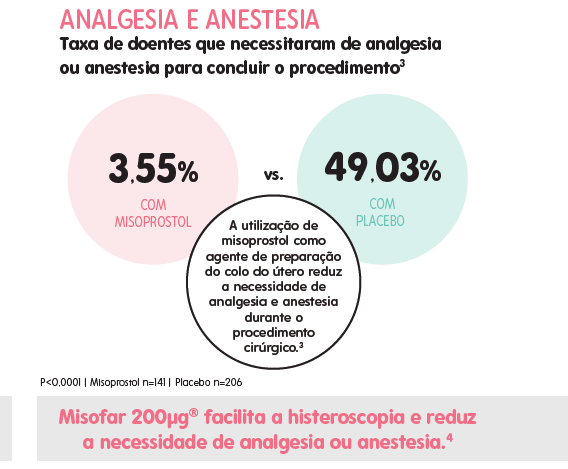 ANALGESIA E ANESTESIA
Taxa de doentes que necessitaram de analgesia
ou anestesia para concluir o procedimento³
3,55%
COM
MISOPROSTOL
vs.
49,03%
COM
PLACEBO
A utilização de
misoprostol como
agente de preparação
do colo do útero reduz
a necessidade de
analgesia e anestesia
durante o
procedimento
cirúrgico.³
P<0,0001 | Misoprostol n=141 | Placebo n=206
Misofar 200µg® facilita a histeroscopia e reduz
a necessidade de analgesia ou anestesia.⁴